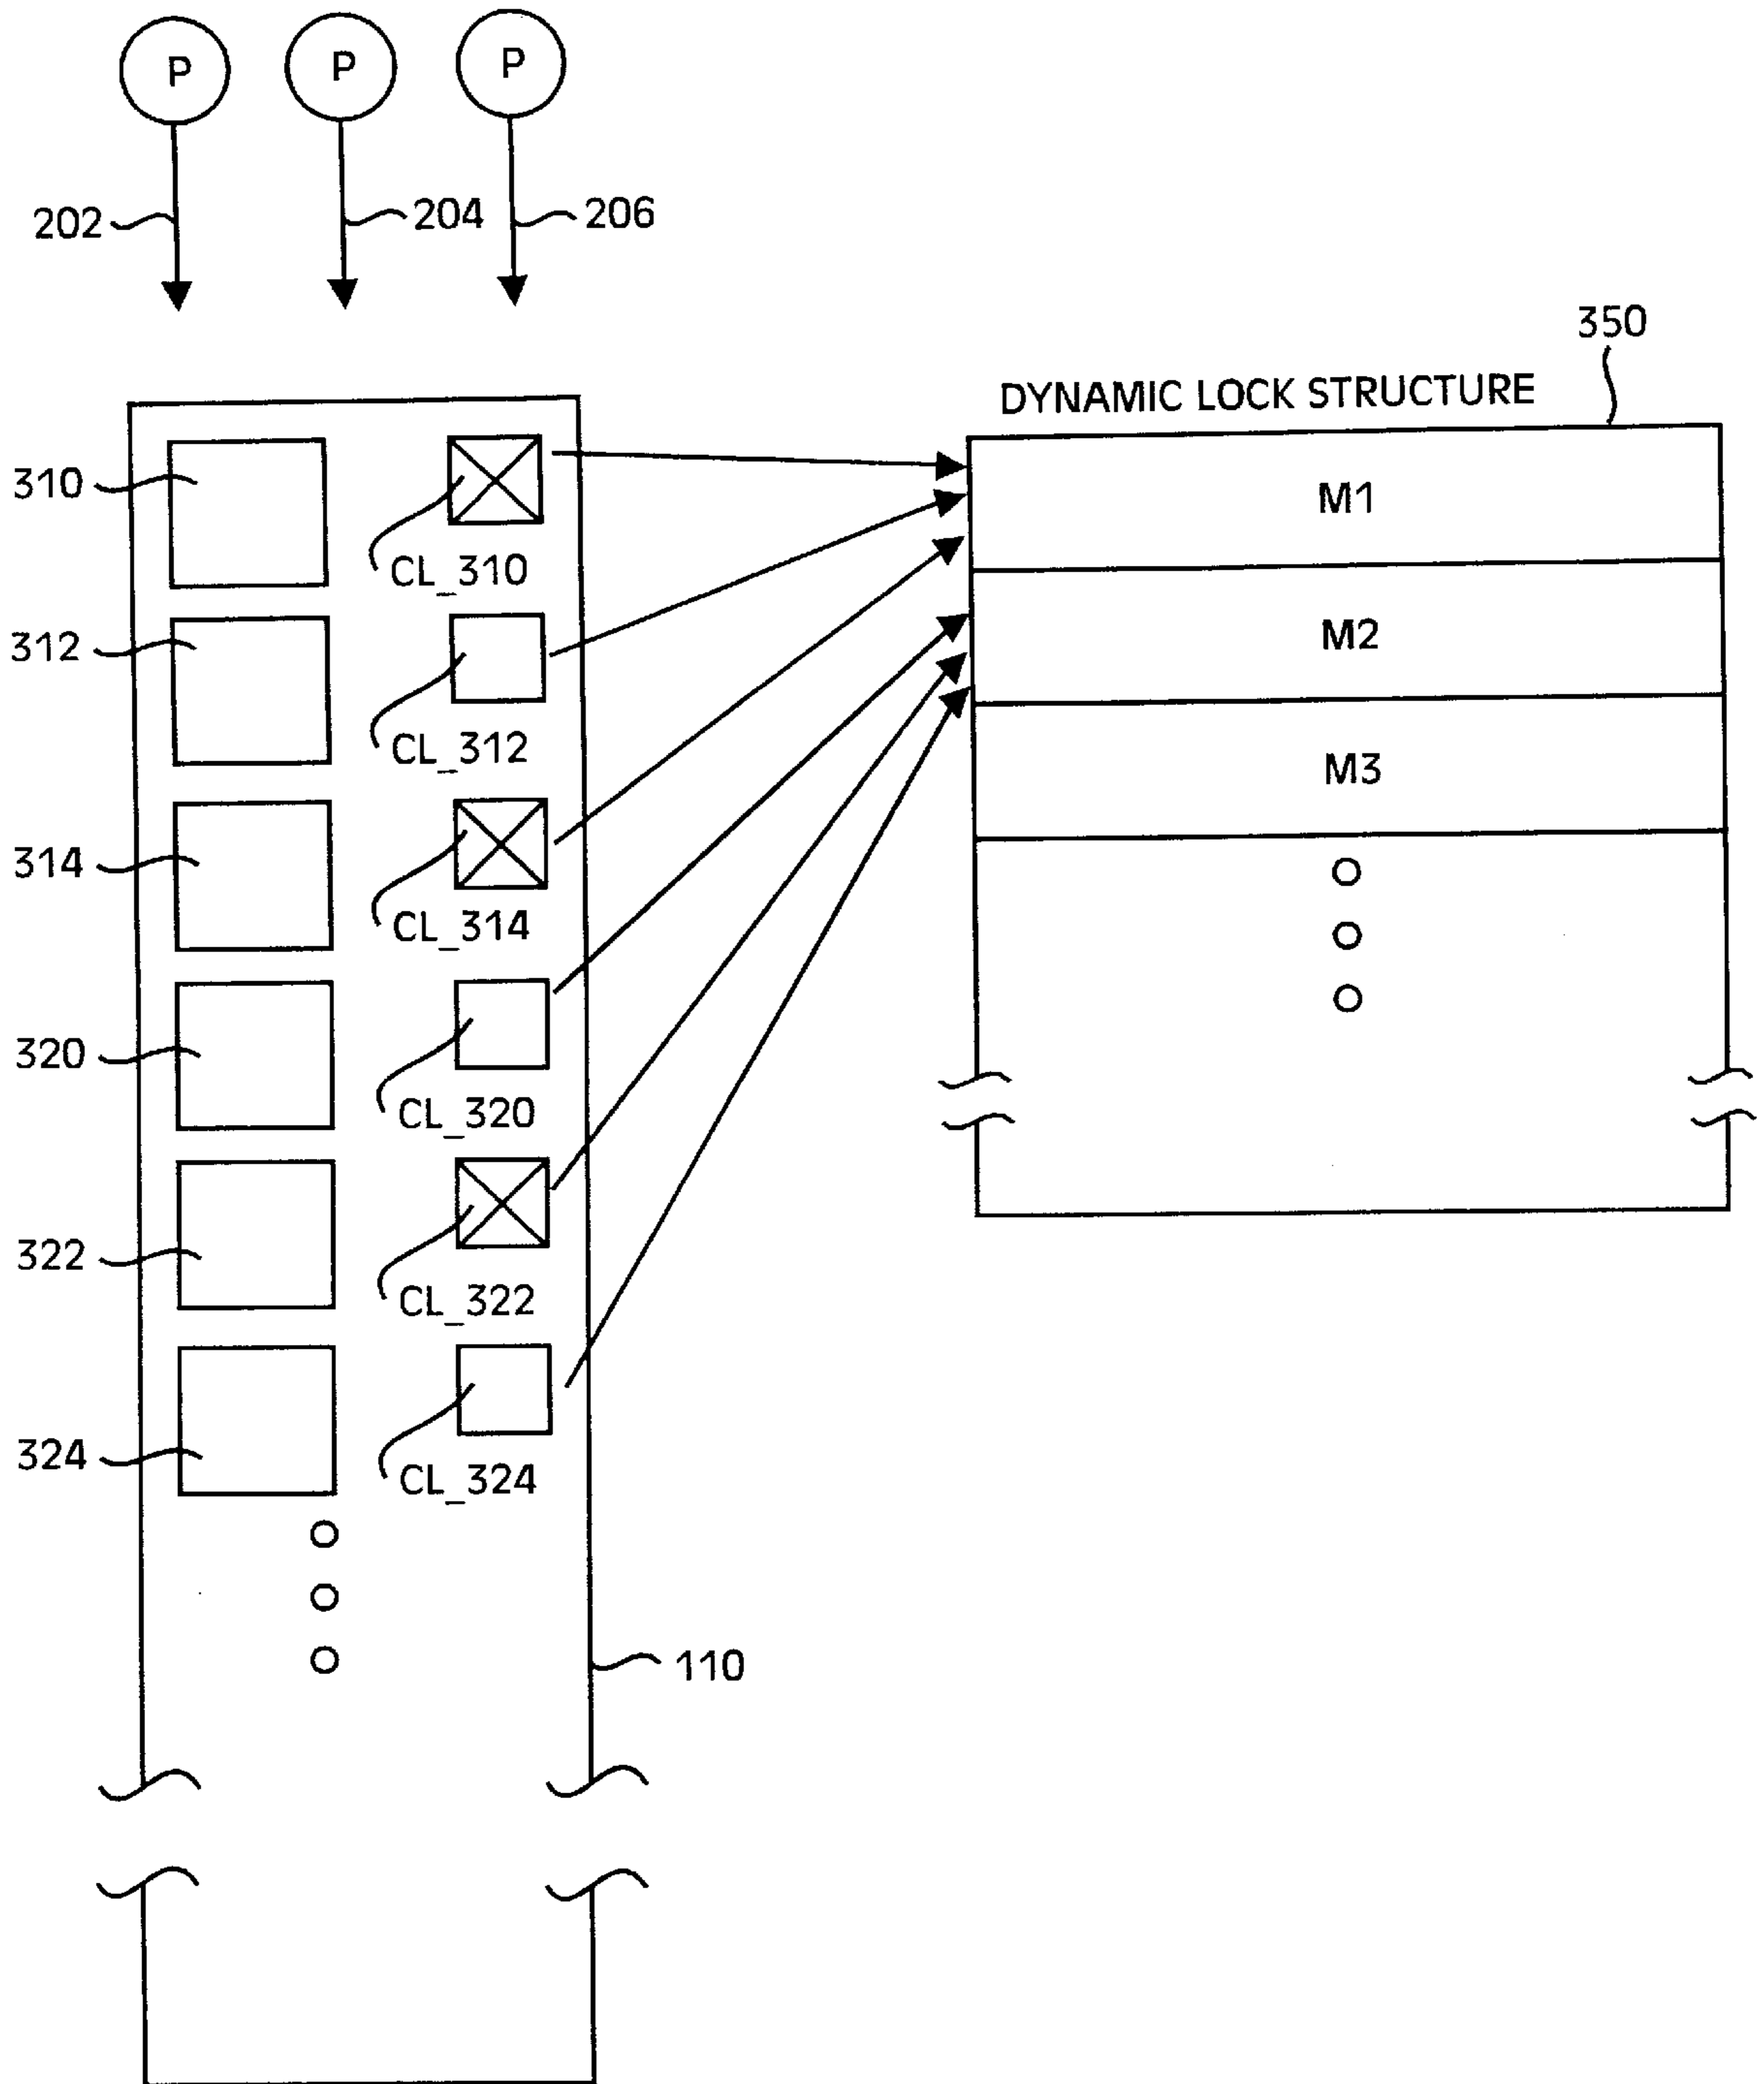 P P P
202 204 206
350
DYNAMIC LOCK STRUCTURE
310
CL_310
M1
312
CL_312
M2
M3
314
CL_314
320
CL_320
322
CL_322
324
CL_324
110